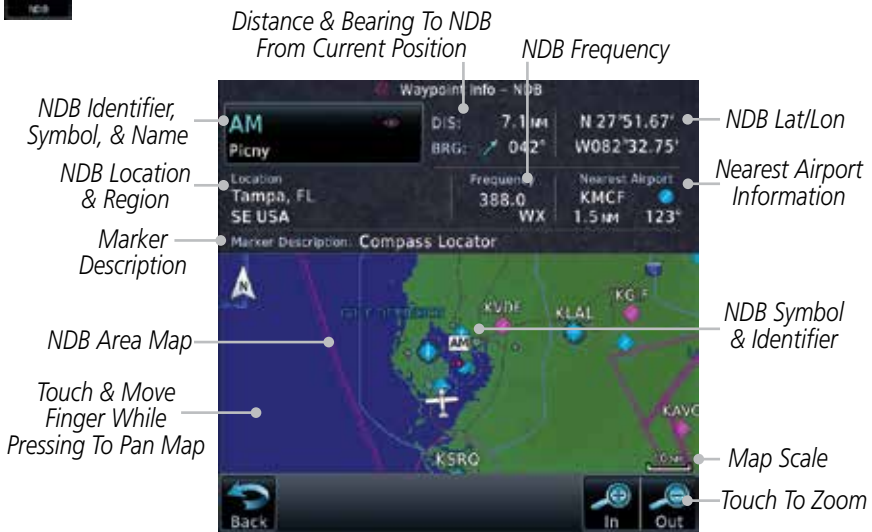 NDB
Distance & Bearing To NDB
From Current Position
NDB Frequency
NDB Identifier,
Symbol, & Name
NDB Location
& Region
Marker
Description
NDB Area Map
Touch & Move
Finger While
Pressing To Pan Map
Waypoint Info – NDB
AM
Picny
DIS: 7.1 NM
BRG: 042°
N 27°51.67'
W082°32.75'
Location
Tampa, FL
SE USA
Frequency
388.0
WX
Nearest Airport
KMCF
1.5 NM 123°
Marker Description: Compass Locator
N
KVDF
KLAL
AM
KSRQ
Back
In
Out
NDB Lat/Lon
Nearest Airport
Information
NDB Symbol
& Identifier
Map Scale
Touch To Zoom